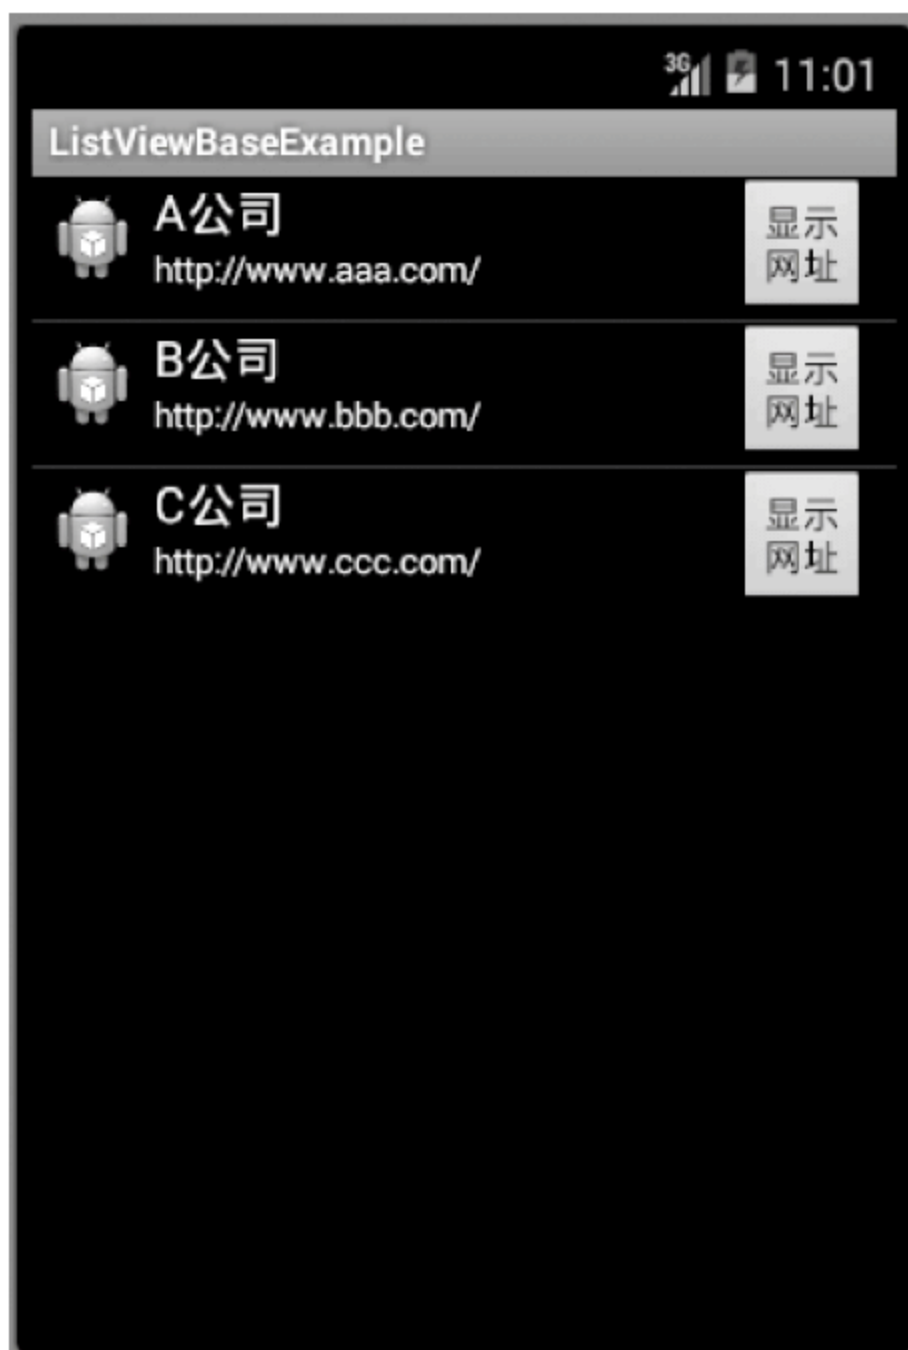 3G 11:01
ListViewBaseExample
A公司
http://www.aaa.com/
显示
网址
B公司
http://www.bbb.com/
显示
网址
C公司
http://www.ccc.com/
显示
网址